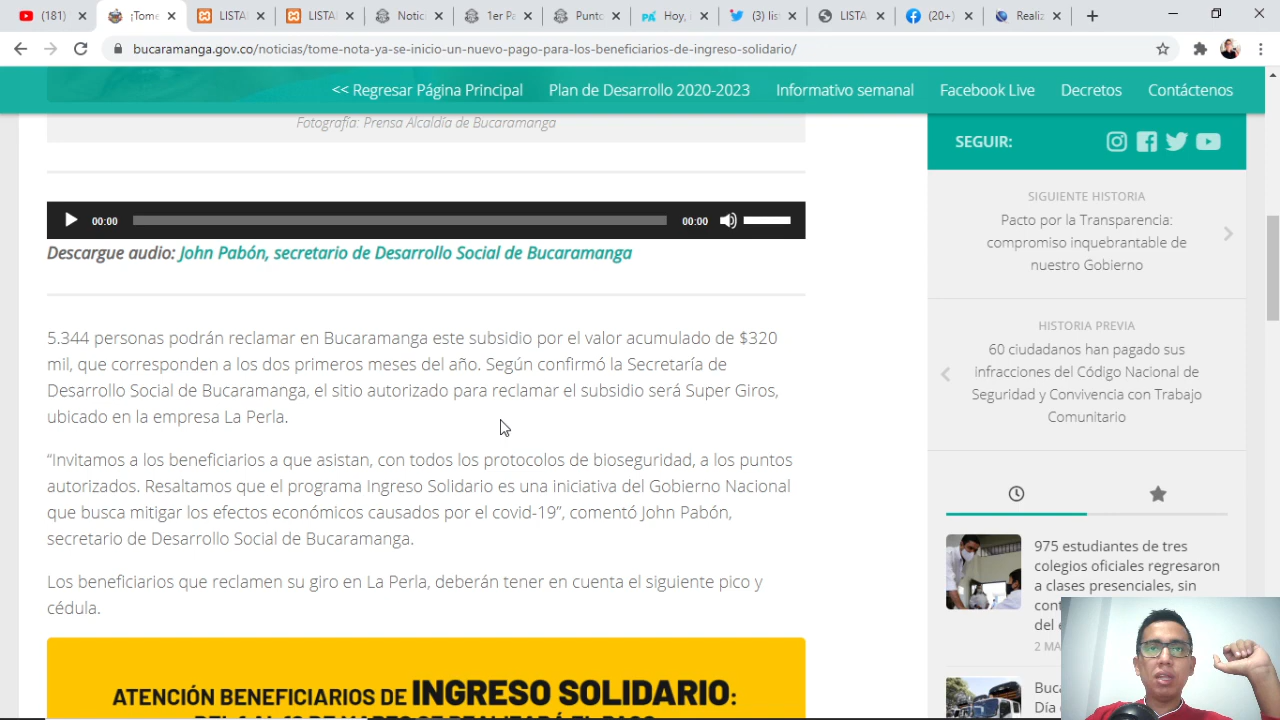 (181)
¡Tome
LISTA
LISTA
Notic
1er Pa
Punto
Hoy,
(3) lis
LISTA
(20+)
Realiz
bucaramanga.gov.co/noticias/tome-nota-ya-se-inicio-un-nuevo-pago-para-los-beneficiarios-de-ingreso-solidario/
<< Regresar Página Principal
Plan de Desarrollo 2020-2023
Informativo semanal
Facebook Live
Decretos
Contáctenos
Fotografía: Prensa Alcaldía de Bucaramanga
00:00
00:00
Descargue audio: John Pabón, secretario de Desarrollo Social de Bucaramanga
5.344 personas podrán reclamar en Bucaramanga este subsidio por el valor acumulado de $320
mil, que corresponden a los dos primeros meses del año. Según confirmó la Secretaría de
Desarrollo Social de Bucaramanga, el sitio autorizado para reclamar el subsidio será Super Giros,
ubicado en la empresa La Perla.
“Invitamos a los beneficiarios a que asistan, con todos los protocolos de bioseguridad, a los puntos
autorizados. Resaltamos que el programa Ingreso Solidario es una iniciativa del Gobierno Nacional
que busca mitigar los efectos económicos causados por el covid-19”, comentó John Pabón,
secretario de Desarrollo Social de Bucaramanga.
Los beneficiarios que reclamen su giro en La Perla, deberán tener en cuenta el siguiente pico y
cédula.
ATENCIÓN BENEFICIARIOS DE INGRESO SOLIDARIO:
SEGUIR:
SIGUIENTE HISTORIA
Pacto por la Transparencia:
compromiso inquebrantable de
nuestro Gobierno
HISTORIA PREVIA
60 ciudadanos han pagado sus
infracciones del Código Nacional de
Seguridad y Convivencia con Trabajo
Comunitario
975 estudiantes de tres
colegios oficiales regresaron
a clases presenciales, sin
cont
del e
2 MA
Buca
Día